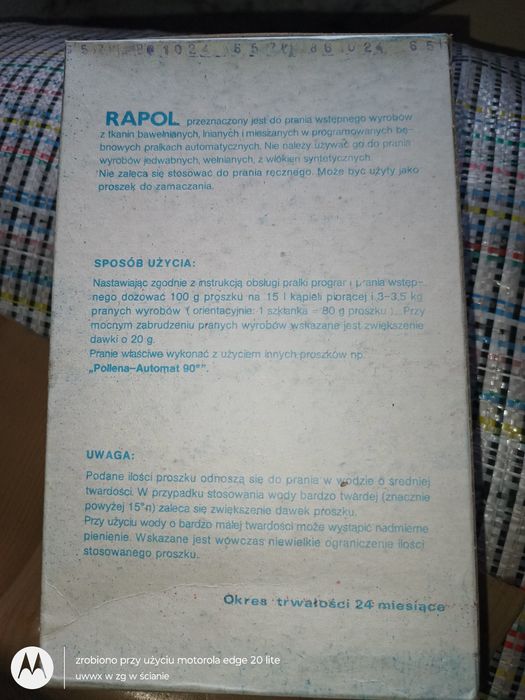 RAPOL przeznaczony jest do prania wstępnego wyrobów
z tkanin bawełnianych, lnianych i mieszanych w programowanych bę-
bnowych pralkach automatycznych. Nie należy używać go do prania
wyrobów jedwabnych, wełnianych, z włókien syntetycznych.
Nie zaleca się stosować do prania ręcznego. Może być użyty jako
proszek do zamaczania.
SPOSÓB UŻYCIA:
Nastawiając zgodnie z instrukcją obsługi pralki program prania wstęp-
nego dozować 100 g proszku na 15 l kąpieli piorącej i 3-3,5 kg
pranych wyrobów ( orientacyjnie: 1 szklanka = 80 g proszku ). Przy
mocnym zabrudzeniu pranych wyrobów wskazane jest zwiększenie
dawki o 20 g.
Pranie właściwe wykonać z użyciem innych proszków np.
„Pollena-Automat 90°".
UWAGA:
Podane ilości proszku odnoszą się do prania w wodzie o średniej
twardości. W przypadku stosowania wody bardzo twardej (znacznie
powyżej 15°n) zaleca się zwiększenie dawek proszku.
Przy użyciu wody o bardzo małej twardości może wystąpić nadmierne
pienienie. Wskazane jest wówczas niewielkie ograniczenie ilości
stosowanego proszku.
Okres trwałości 24 miesiące
zrobiono przy użyciu motorola edge 20 lite
uwwx w zg w ścianie